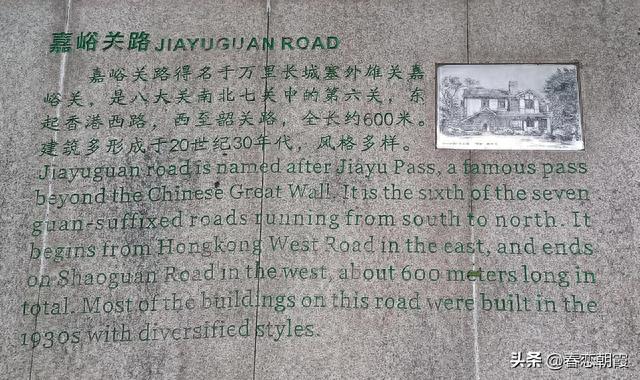 嘉峪关路 JIAYUGUAN ROAD
嘉峪关路得名于万里长城塞外雄关嘉
峪关，是八大关南北七关中的第六关，东
起香港西路，西至韶关路，全长约600米。
建筑多形成于20世纪30年代，风格多样。
Jiayuguan road is named after Jiayu Pass, a famous pass
beyond the Chinese Great Wall. It is the sixth of the seven
guan-suffixed roads running from south to north. It
begins from Hongkong West Road in the east, and ends
on Shaoguan Road in the west, about 600 meters long in
total. Most of the buildings on this road were built in the
1930s with diversified styles.
头条 @春恋朝霞